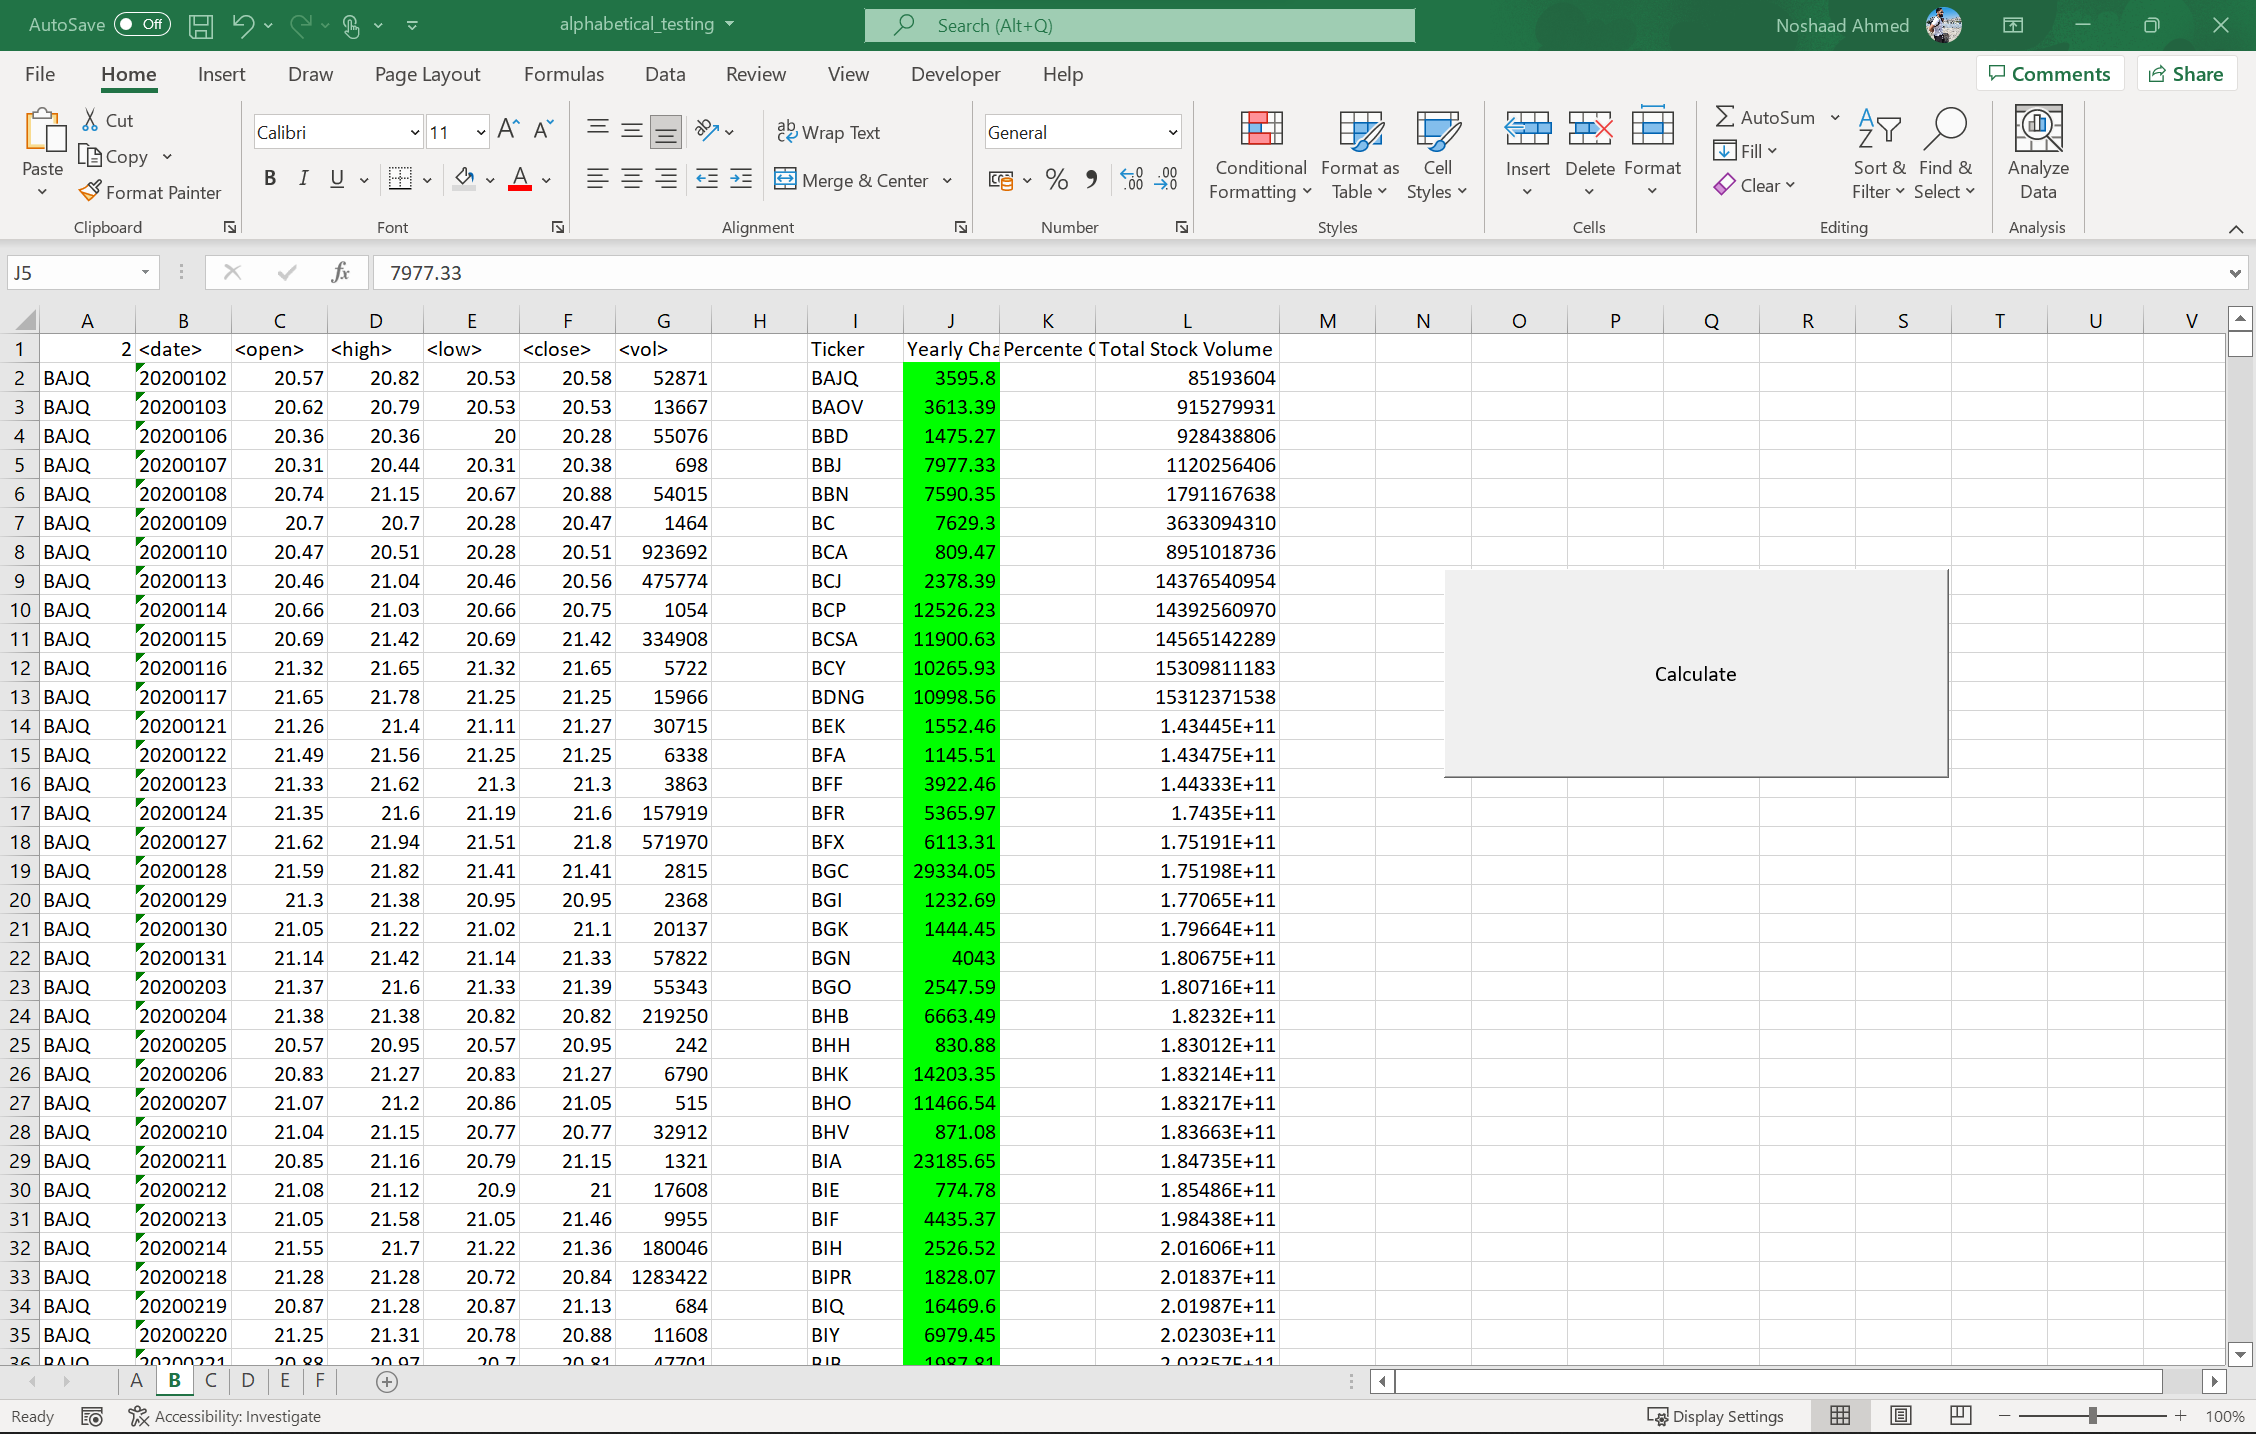 AutoSave Off alphabetical_testing Search (Alt+Q) Noshaad Ahmed
File Home Insert Draw Page Layout Formulas Data Review View Developer Help Comments Share
Paste Cut Copy Format Painter Clipboard
Calibri 11 B I U A Font
ab Wrap Text Merge & Center Alignment
General % Number
Conditional Formatting Format as Table Cell Styles Styles
Insert Delete Format Cells
AutoSum Fill Clear Sort & Filter Find & Select Editing
Analyze Data Analysis
J5 fx 7977.33
A B C D E F G H I J K L M N O P Q R S T U V
1 2 <date> <open> <high> <low> <close> <vol> Ticker Yearly Cha Percente C Total Stock Volume
2 BAJQ 20200102 20.57 20.82 20.53 20.58 52871 BAJQ 3595.8 85193604
3 BAJQ 20200103 20.62 20.79 20.53 20.53 13667 BAOV 3613.39 915279931
4 BAJQ 20200106 20.36 20.36 20 20.28 55076 BBD 1475.27 928438806
5 BAJQ 20200107 20.31 20.44 20.31 20.38 698 BBJ 7977.33 1120256406
6 BAJQ 20200108 20.74 21.15 20.67 20.88 54015 BBN 7590.35 1791167638
7 BAJQ 20200109 20.7 20.7 20.28 20.47 1464 BC 7629.3 3633094310
8 BAJQ 20200110 20.47 20.51 20.28 20.51 923692 BCA 809.47 8951018736
9 BAJQ 20200113 20.46 21.04 20.46 20.56 475774 BCJ 2378.39 14376540954
10 BAJQ 20200114 20.66 21.03 20.66 20.75 1054 BCP 12526.23 14392560970
11 BAJQ 20200115 20.69 21.42 20.69 21.42 334908 BCSA 11900.63 14565142289
12 BAJQ 20200116 21.32 21.65 21.32 21.65 5722 BCY 10265.93 15309811183
Calculate
13 BAJQ 20200117 21.65 21.78 21.25 21.25 15966 BDNG 10998.56 15312371538
14 BAJQ 20200121 21.26 21.4 21.11 21.27 30715 BEK 1552.46 1.43445E+11
15 BAJQ 20200122 21.49 21.56 21.25 21.25 6338 BFA 1145.51 1.43475E+11
16 BAJQ 20200123 21.33 21.62 21.3 21.3 3863 BFF 3922.46 1.44333E+11
17 BAJQ 20200124 21.35 21.6 21.19 21.6 157919 BFR 5365.97 1.7435E+11
18 BAJQ 20200127 21.62 21.94 21.51 21.8 571970 BFX 6113.31 1.75191E+11
19 BAJQ 20200128 21.59 21.82 21.41 21.41 2815 BGC 29334.05 1.75198E+11
20 BAJQ 20200129 21.3 21.38 20.95 20.95 2368 BGI 1232.69 1.77065E+11
21 BAJQ 20200130 21.05 21.22 21.02 21.1 20137 BGK 1444.45 1.79664E+11
22 BAJQ 20200131 21.14 21.42 21.14 21.33 57822 BGN 4043 1.80675E+11
23 BAJQ 20200203 21.37 21.6 21.33 21.39 55343 BGO 2547.59 1.80716E+11
24 BAJQ 20200204 21.38 21.38 20.82 20.82 219250 BHB 6663.49 1.8232E+11
25 BAJQ 20200205 20.57 20.95 20.57 20.95 242 BHH 830.88 1.83012E+11
26 BAJQ 20200206 20.83 21.27 20.83 21.27 6790 BHK 14203.35 1.83214E+11
27 BAJQ 20200207 21.07 21.2 20.86 21.05 515 BHO 11466.54 1.83217E+11
28 BAJQ 20200210 21.04 21.15 20.77 20.77 32912 BHV 871.08 1.83663E+11
29 BAJQ 20200211 20.85 21.16 20.79 21.15 1321 BIA 23185.65 1.84735E+11
30 BAJQ 20200212 21.08 21.12 20.9 21 17608 BIE 774.78 1.85486E+11
31 BAJQ 20200213 21.05 21.58 21.05 21.46 9955 BIF 4435.37 1.98438E+11
32 BAJQ 20200214 21.55 21.7 21.22 21.36 180046 BIH 2526.52 2.01606E+11
33 BAJQ 20200218 21.28 21.28 20.72 20.84 1283422 BIPR 1828.07 2.01837E+11
34 BAJQ 20200219 20.87 21.28 20.87 21.13 684 BIQ 16469.6 2.01987E+11
35 BAJQ 20200220 21.25 21.31 20.78 20.88 11608 BIY 6979.45 2.02303E+11
36 BAJQ 20200221 20.88 20.97 20.7 20.81 47701 BJB 1987.81 2.02357E+11
A B C D E F
Ready Accessibility: Investigate Display Settings 100%